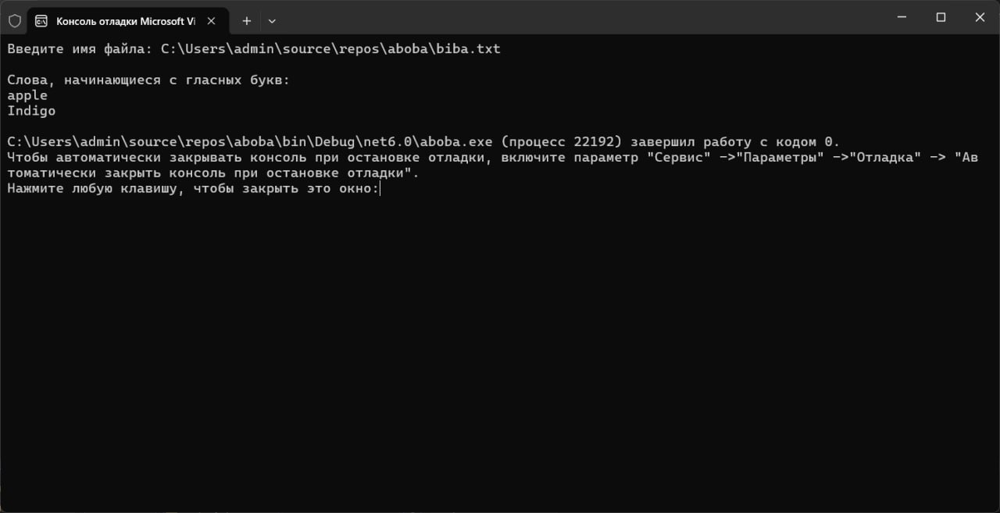 Консоль отладки Microsoft Vi
Введите имя файла: C:\Users\admin\source\repos\aboba\biba.txt
Слова, начинающиеся с гласных букв:
apple
Indigo
C:\Users\admin\source\repos\aboba\bin\Debug\net6.0\aboba.exe (процесс 22192) завершил работу с кодом 0.
Чтобы автоматически закрывать консоль при остановке отладки, включите параметр "Сервис" ->"Параметры" ->"Отладка" -> "Ав
томатически закрыть консоль при остановке отладки".
Нажмите любую клавишу, чтобы закрыть это окно: